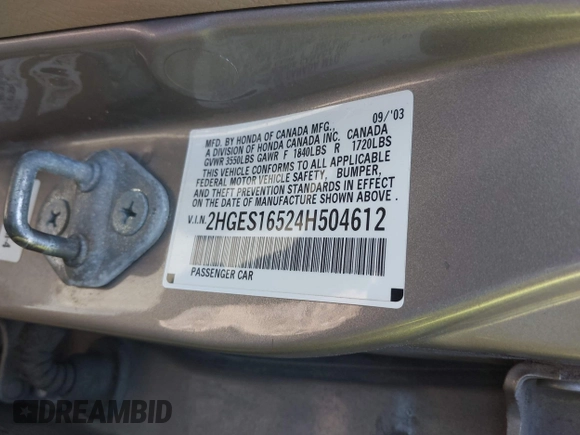 09/'03
MFD. BY HONDA OF CANADA MFG.,
A DIVISION OF HONDA CANADA INC. CANADA
GVWR 3550LBS GAWR F 1840LBS R 1720LBS
THIS VEHICLE CONFORMS TO ALL APPLICABLE
FEDERAL MOTOR VEHICLE SAFETY, BUMPER,
AND THEFT PREVENTION STANDARDS IN EFFECT
ON THE DATE OF MANUFACTURE SHOWN ABOVE.
V.I.N. 2HGES16524H504612
PASSENGER CAR
DREAMBID